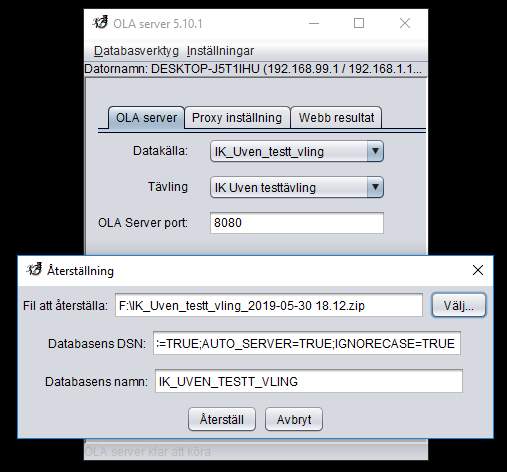 OLA server 5.10.1
Databasverktyg Inställningar
Datornamn: DESKTOP-J5T1IHU (192.168.99.1 / 192.168.1.1...
OLA server Proxy inställning Webb resultat
Datakälla: IK_Uven_testt_vling
Tävling IK Uven testtävling
OLA Server port: 8080
Återställning
Fil att återställa: F:\IK_Uven_testt_vling_2019-05-30 18.12.zip Välj...
Databasens DSN: :=TRUE;AUTO_SERVER=TRUE;IGNORECASE=TRUE
Databasens namn: IK_UVEN_TESTT_VLING
Återställ Avbryt
OLA server klar att köra